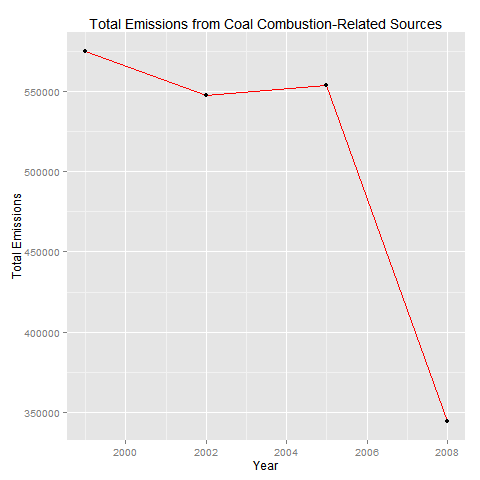 Total Emissions from Coal Combustion-Related Sources
550000
500000
450000
400000
350000
Total Emissions
2000 2002 2004 2006 2008
Year